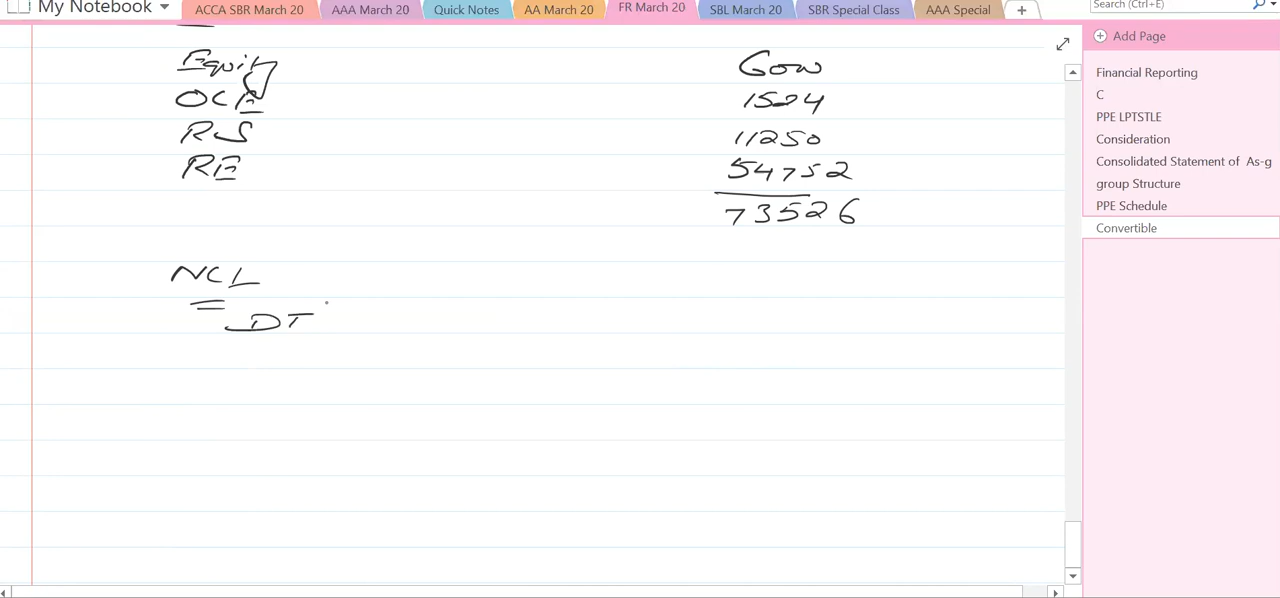 My Notebook
ACCA SBR March 20
AAA March 20
Quick Notes
AA March 20
FR March 20
SBL March 20
SBR Special Class
AAA Special
Search (Ctrl+E)
Add Page
Financial Reporting
C
PPE LPTSTLE
Consideration
Consolidated Statement of As-g
group Structure
PPE Schedule
Convertible
Equity
OCE 1524
RS 11250
RE 54752
73526
NCL
DT